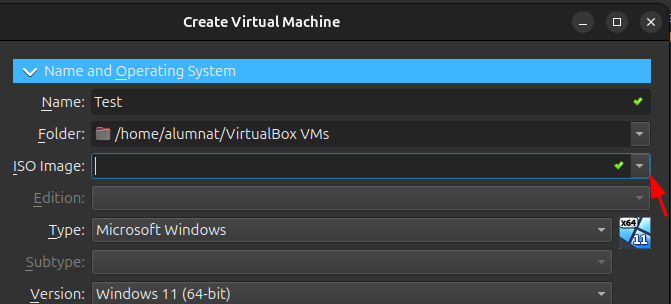 Create Virtual Machine
Name and Operating System
Name: Test
Folder: /home/alumnat/VirtualBox VMs
ISO Image:
Edition:
Type: Microsoft Windows
x64
11
Subtype:
Version: Windows 11 (64-bit)